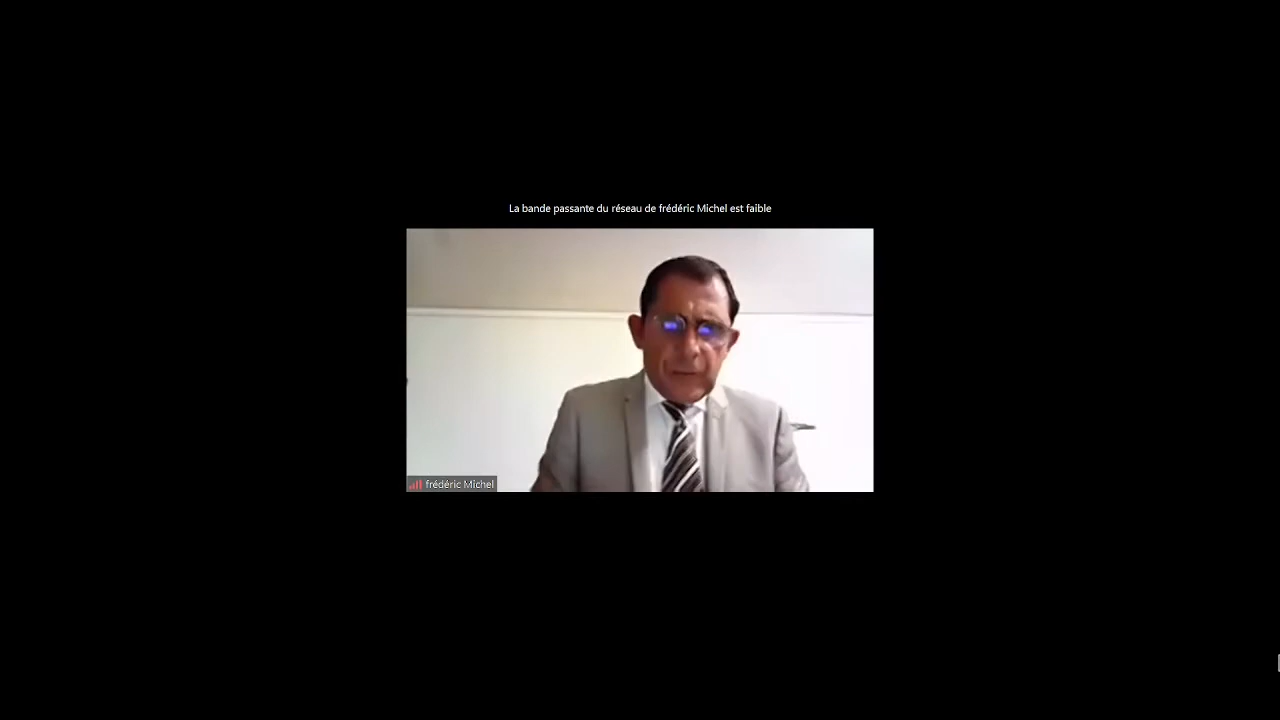 La bande passante du réseau de frédéric Michel est faible
frédéric Michel